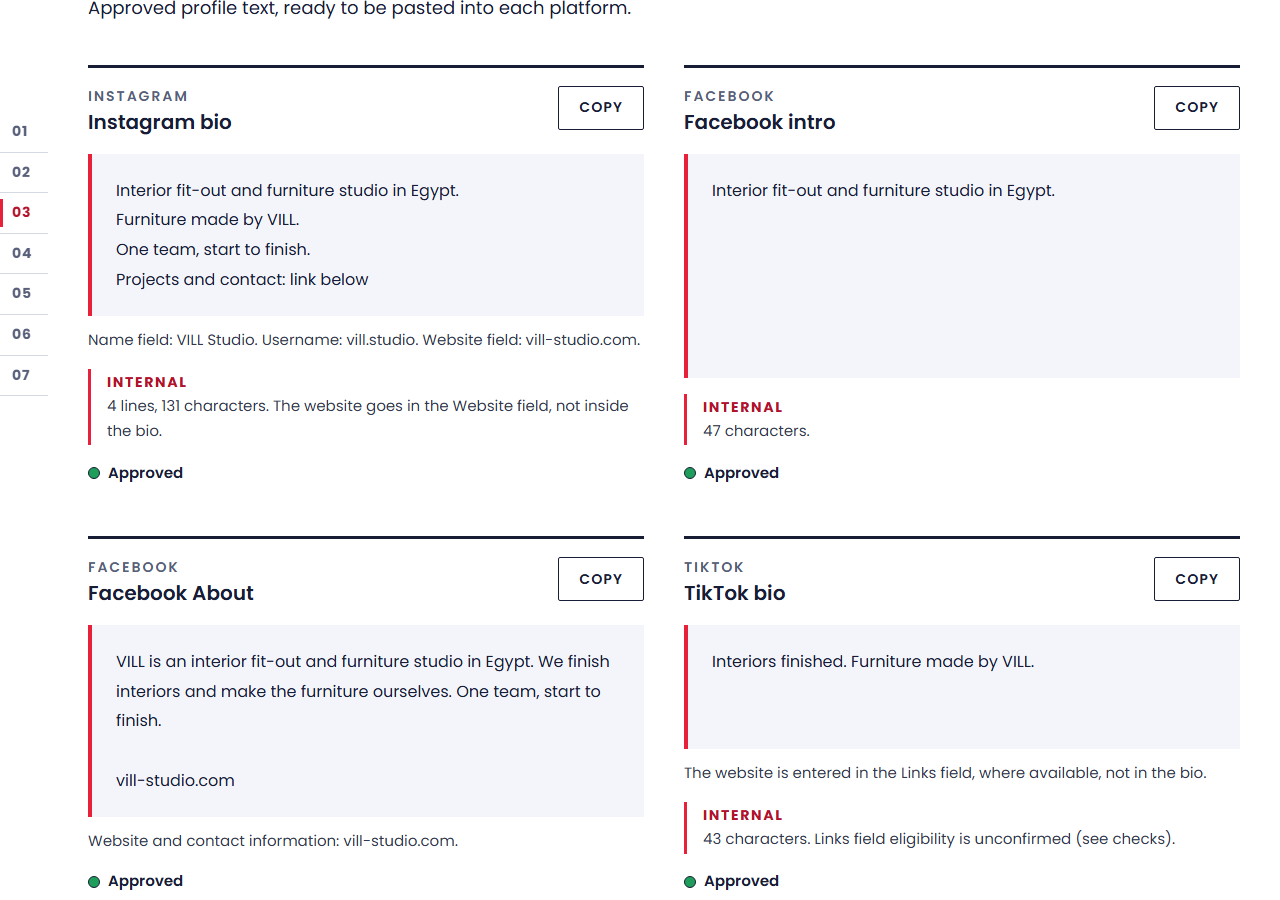 Approved profile text, ready to be pasted into each platform.
01
02
03
04
05
06
07
INSTAGRAM
Instagram bio
COPY
Interior fit-out and furniture studio in Egypt.
Furniture made by VILL.
One team, start to finish.
Projects and contact: link below
Name field: VILL Studio. Username: vill.studio. Website field: vill-studio.com.
INTERNAL
4 lines, 131 characters. The website goes in the Website field, not inside
the bio.
Approved
FACEBOOK
Facebook intro
COPY
Interior fit-out and furniture studio in Egypt.
INTERNAL
47 characters.
Approved
FACEBOOK
Facebook About
COPY
VILL is an interior fit-out and furniture studio in Egypt. We finish
interiors and make the furniture ourselves. One team, start to
finish.
vill-studio.com
Website and contact information: vill-studio.com.
Approved
TIKTOK
TikTok bio
COPY
Interiors finished. Furniture made by VILL.
The website is entered in the Links field, where available, not in the bio.
INTERNAL
43 characters. Links field eligibility is unconfirmed (see checks).
Approved